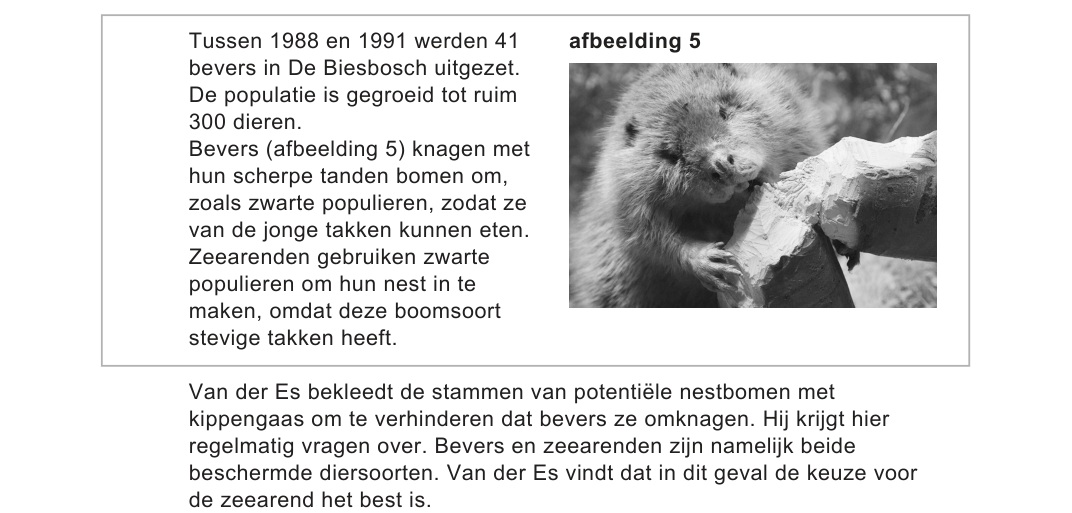 Tussen 1988 en 1991 werden 41
bevers in De Biesbosch uitgezet.
De populatie is gegroeid tot ruim
300 dieren.
Bevers (afbeelding 5) knagen met
hun scherpe tanden bomen om,
zoals zwarte populieren, zodat ze
van de jonge takken kunnen eten.
Zeearenden gebruiken zwarte
populieren om hun nest in te
maken, omdat deze boomsoort
stevige takken heeft.
afbeelding 5
Van der Es bekleedt de stammen van potentiële nestbomen met
kippengaas om te verhinderen dat bevers ze omknagen. Hij krijgt hier
regelmatig vragen over. Bevers en zeearenden zijn namelijk beide
beschermde diersoorten. Van der Es vindt dat in dit geval de keuze voor
de zeearend het best is.